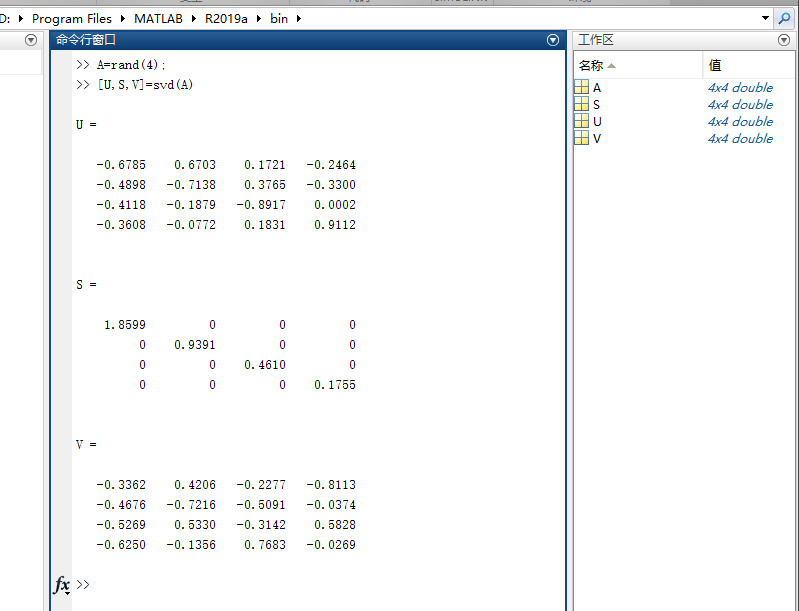 D: ▸ Program Files ▸ MATLAB ▸ R2019a ▸ bin ▸
命令行窗口
>> A=rand(4);
>> [U,S,V]=svd(A)
U =
-0.6785 0.6703 0.1721 -0.2464
-0.4898 -0.7138 0.3765 -0.3300
-0.4118 -0.1879 -0.8917 0.0002
-0.3608 -0.0772 0.1831 0.9112
S =
1.8599 0 0 0
0 0.9391 0 0
0 0 0.4610 0
0 0 0 0.1755
V =
-0.3362 0.4206 -0.2277 -0.8113
-0.4676 -0.7216 -0.5091 -0.0374
-0.5269 0.5330 -0.3142 0.5828
-0.6250 -0.1356 0.7683 -0.0269
fx >>
工作区
名称 值
A 4x4 double
S 4x4 double
U 4x4 double
V 4x4 double